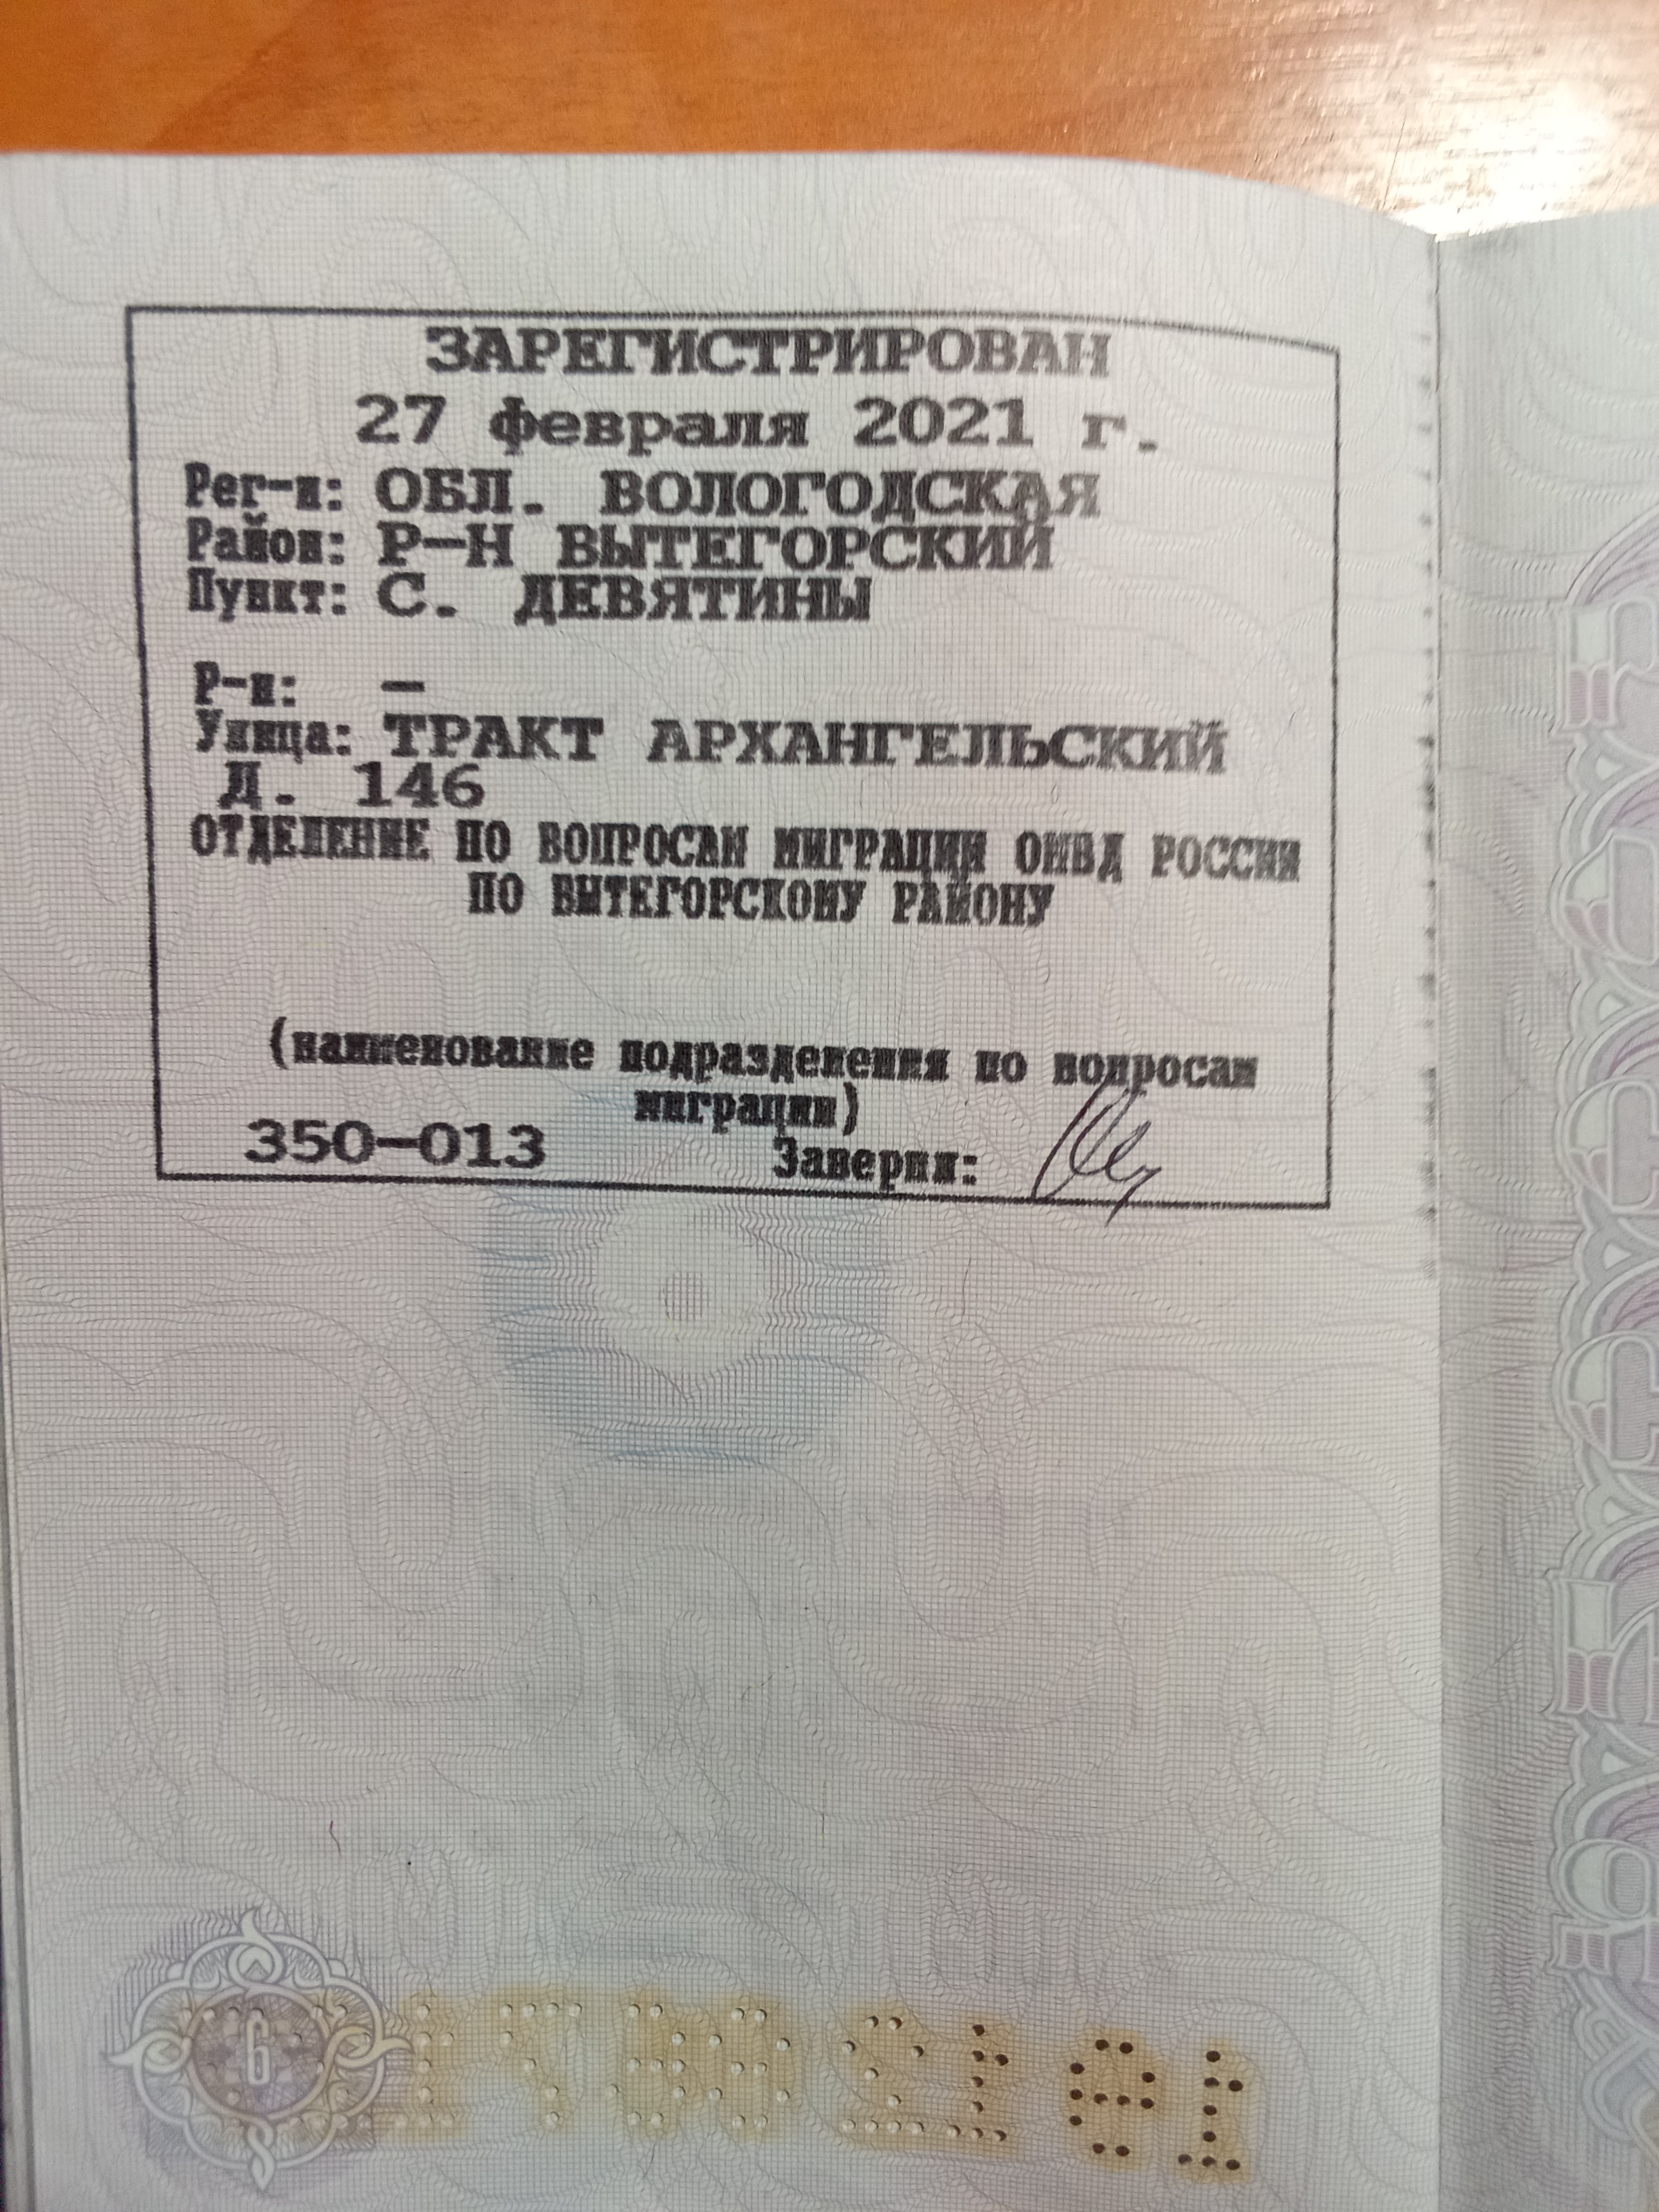 ЗАРЕГИСТРИРОВАН
27 февраля 2021 г.
Рег-н: ОБЛ. ВОЛОГОДСКАЯ
Район: Р-Н ВЫТЕГОРСКИЙ
Пункт: С. ДЕВЯТИНЫ
Р-н: –
Улица: ТРАКТ АРХАНГЕЛЬСКИЙ
Д. 146
ОТДЕЛЕНИЕ ПО ВОПРОСАМ МИГРАЦИИ ОМВД РОССИИ
ПО ВЫТЕГОРСКОМУ РАЙОНУ
(наименование подразделения по вопросам
миграции)
350-013
Заверил:
6